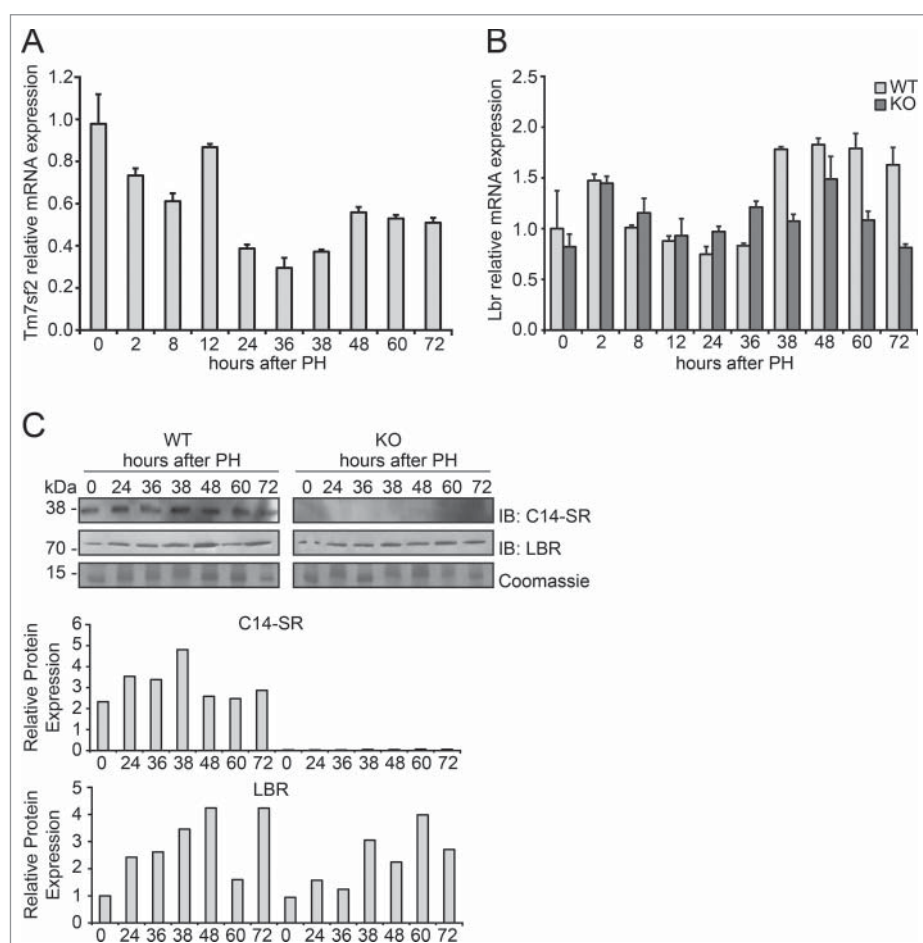 A
Tm7sf2 relative mRNA expression
1.2
1.0
0.8
0.6
0.4
0.2
0.0
0 2 8 12 24 36 38 48 60 72
hours after PH
B
Lbr relative mRNA expression
2.5
2.0
1.5
1.0
0.5
0.0
WT
KO
0 2 8 12 24 36 38 48 60 72
hours after PH
C
WT
hours after PH
KO
hours after PH
kDa 0 24 36 38 48 60 72 0 24 36 38 48 60 72
38 - IB: C14-SR
70 - IB: LBR
15 - Coomassie
C14-SR
Relative Protein
Expression
6
5
4
3
2
1
0
0 24 36 38 48 60 72 0 24 36 38 48 60 72
LBR
Relative Protein
Expression
5
4
3
2
1
0
0 24 36 38 48 60 72 0 24 36 38 48 60 72